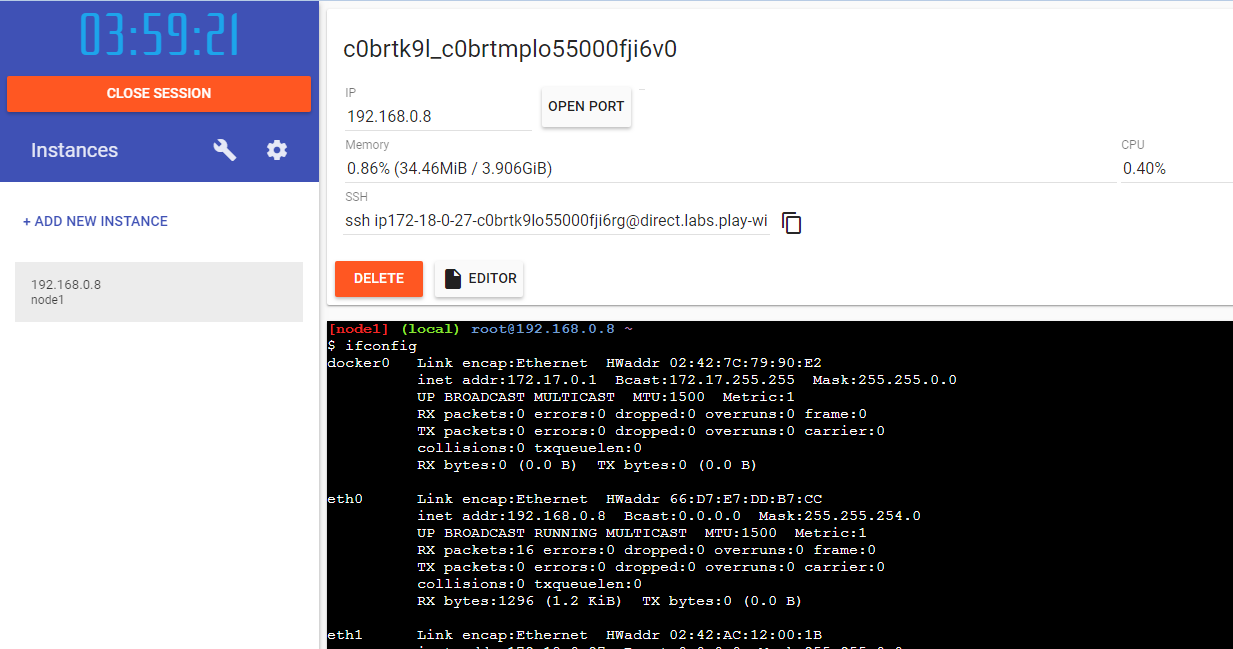 03:59:21
CLOSE SESSION
Instances
+ ADD NEW INSTANCE
192.168.0.8
node1
c0brtk9l_c0brtmplo55000fji6v0
IP
192.168.0.8
OPEN PORT
Memory
0.86% (34.46MiB / 3.906GiB)
CPU
0.40%
SSH
ssh ip172-18-0-27-c0brtk9lo55000fji6rg@direct.labs.play-wi
DELETE
EDITOR
[node1] (local) root@192.168.0.8 ~
$ ifconfig
docker0 Link encap:Ethernet HWaddr 02:42:7C:79:90:E2
inet addr:172.17.0.1 Bcast:172.17.255.255 Mask:255.255.0.0
UP BROADCAST MULTICAST MTU:1500 Metric:1
RX packets:0 errors:0 dropped:0 overruns:0 frame:0
TX packets:0 errors:0 dropped:0 overruns:0 carrier:0
collisions:0 txqueuelen:0
RX bytes:0 (0.0 B) TX bytes:0 (0.0 B)
eth0 Link encap:Ethernet HWaddr 66:D7:E7:DD:B7:CC
inet addr:192.168.0.8 Bcast:0.0.0.0 Mask:255.255.254.0
UP BROADCAST RUNNING MULTICAST MTU:1500 Metric:1
RX packets:16 errors:0 dropped:0 overruns:0 frame:0
TX packets:0 errors:0 dropped:0 overruns:0 carrier:0
collisions:0 txqueuelen:0
RX bytes:1296 (1.2 KiB) TX bytes:0 (0.0 B)
eth1 Link encap:Ethernet HWaddr 02:42:AC:12:00:1B